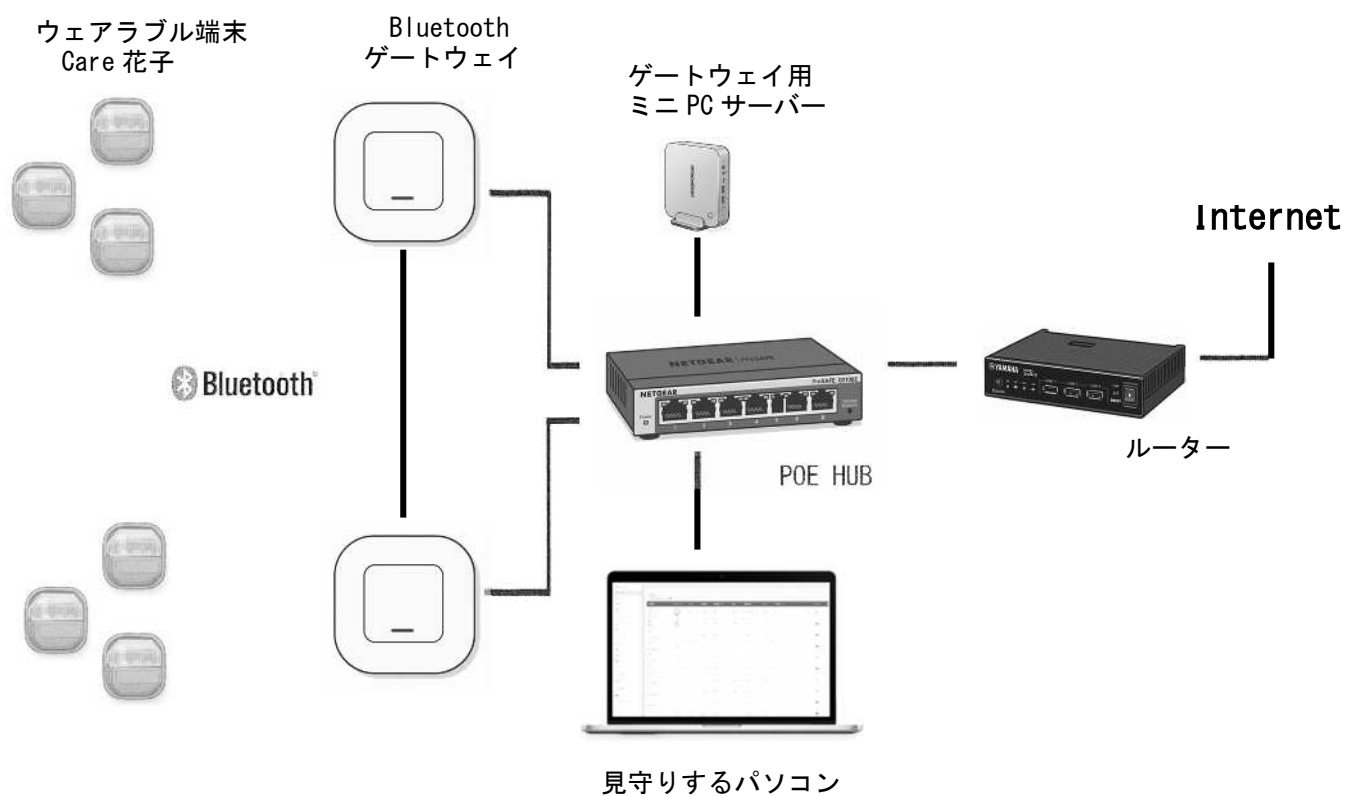 ウェアラブル端末
Care 花子
Bluetooth
ゲートウェイ
ゲートウェイ用
ミニ PC サーバー
Internet
Bluetooth
NETGEAR
NETGEAR
YAMAHA
ルーター
POE HUB
見守りするパソコン